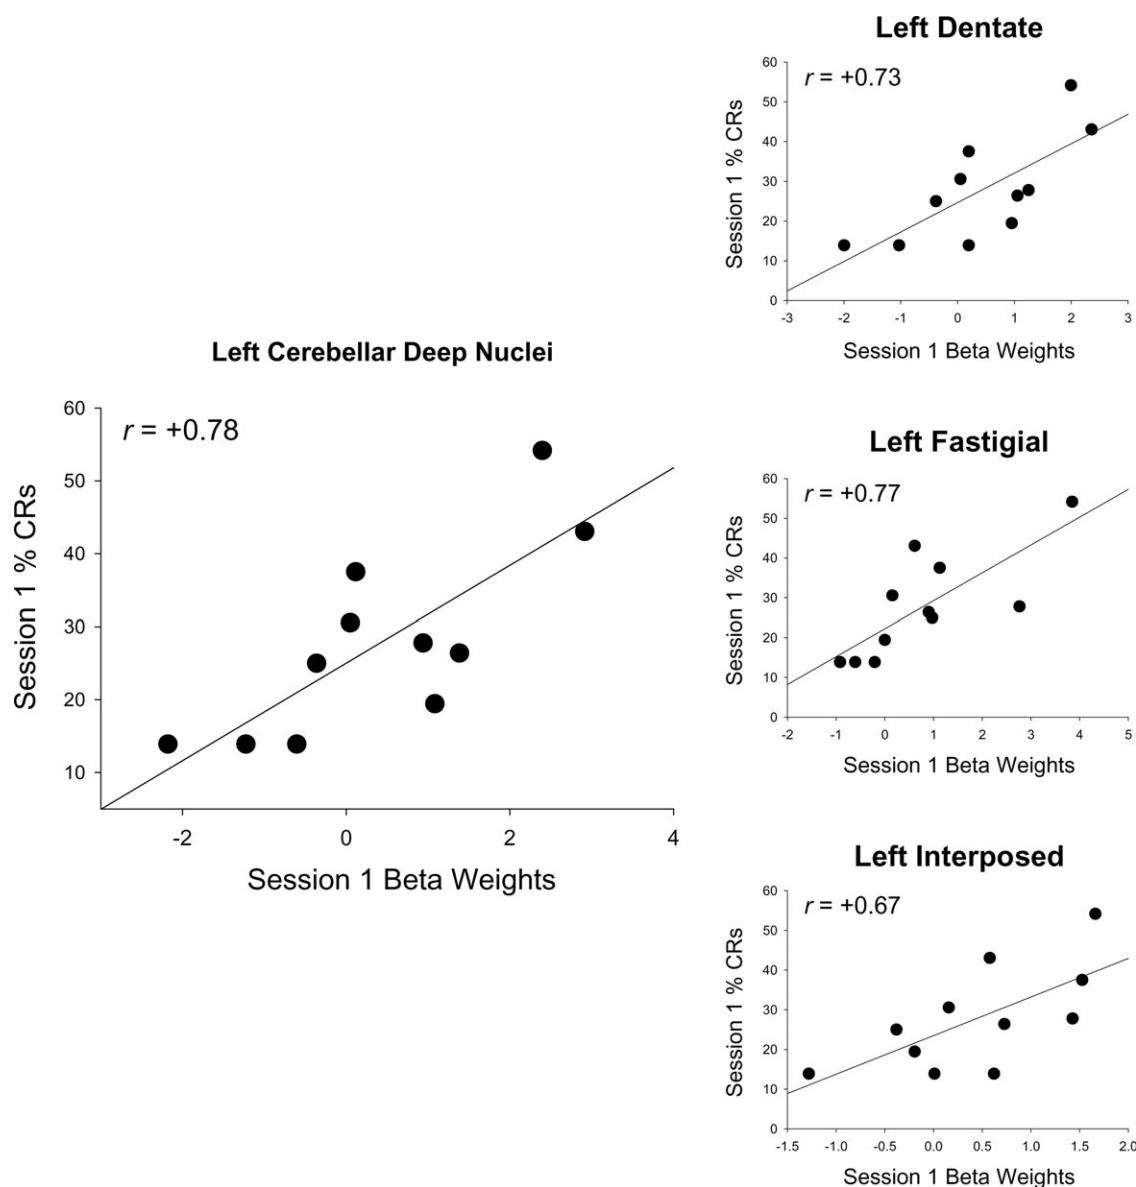 Left Cerebellar Deep Nuclei
r = +0.78
Session 1 % CRs
60
50
40
30
20
10
-2 0 2 4
Session 1 Beta Weights
Left Dentate
r = +0.73
Session 1 % CRs
60
50
40
30
20
10
0
-3 -2 -1 0 1 2 3
Session 1 Beta Weights
Left Fastigial
r = +0.77
Session 1 % CRs
60
50
40
30
20
10
0
-2 -1 0 1 2 3 4 5
Session 1 Beta Weights
Left Interposed
r = +0.67
Session 1 % CRs
60
50
40
30
20
10
0
-1.5 -1.0 -0.5 0.0 0.5 1.0 1.5 2.0
Session 1 Beta Weights